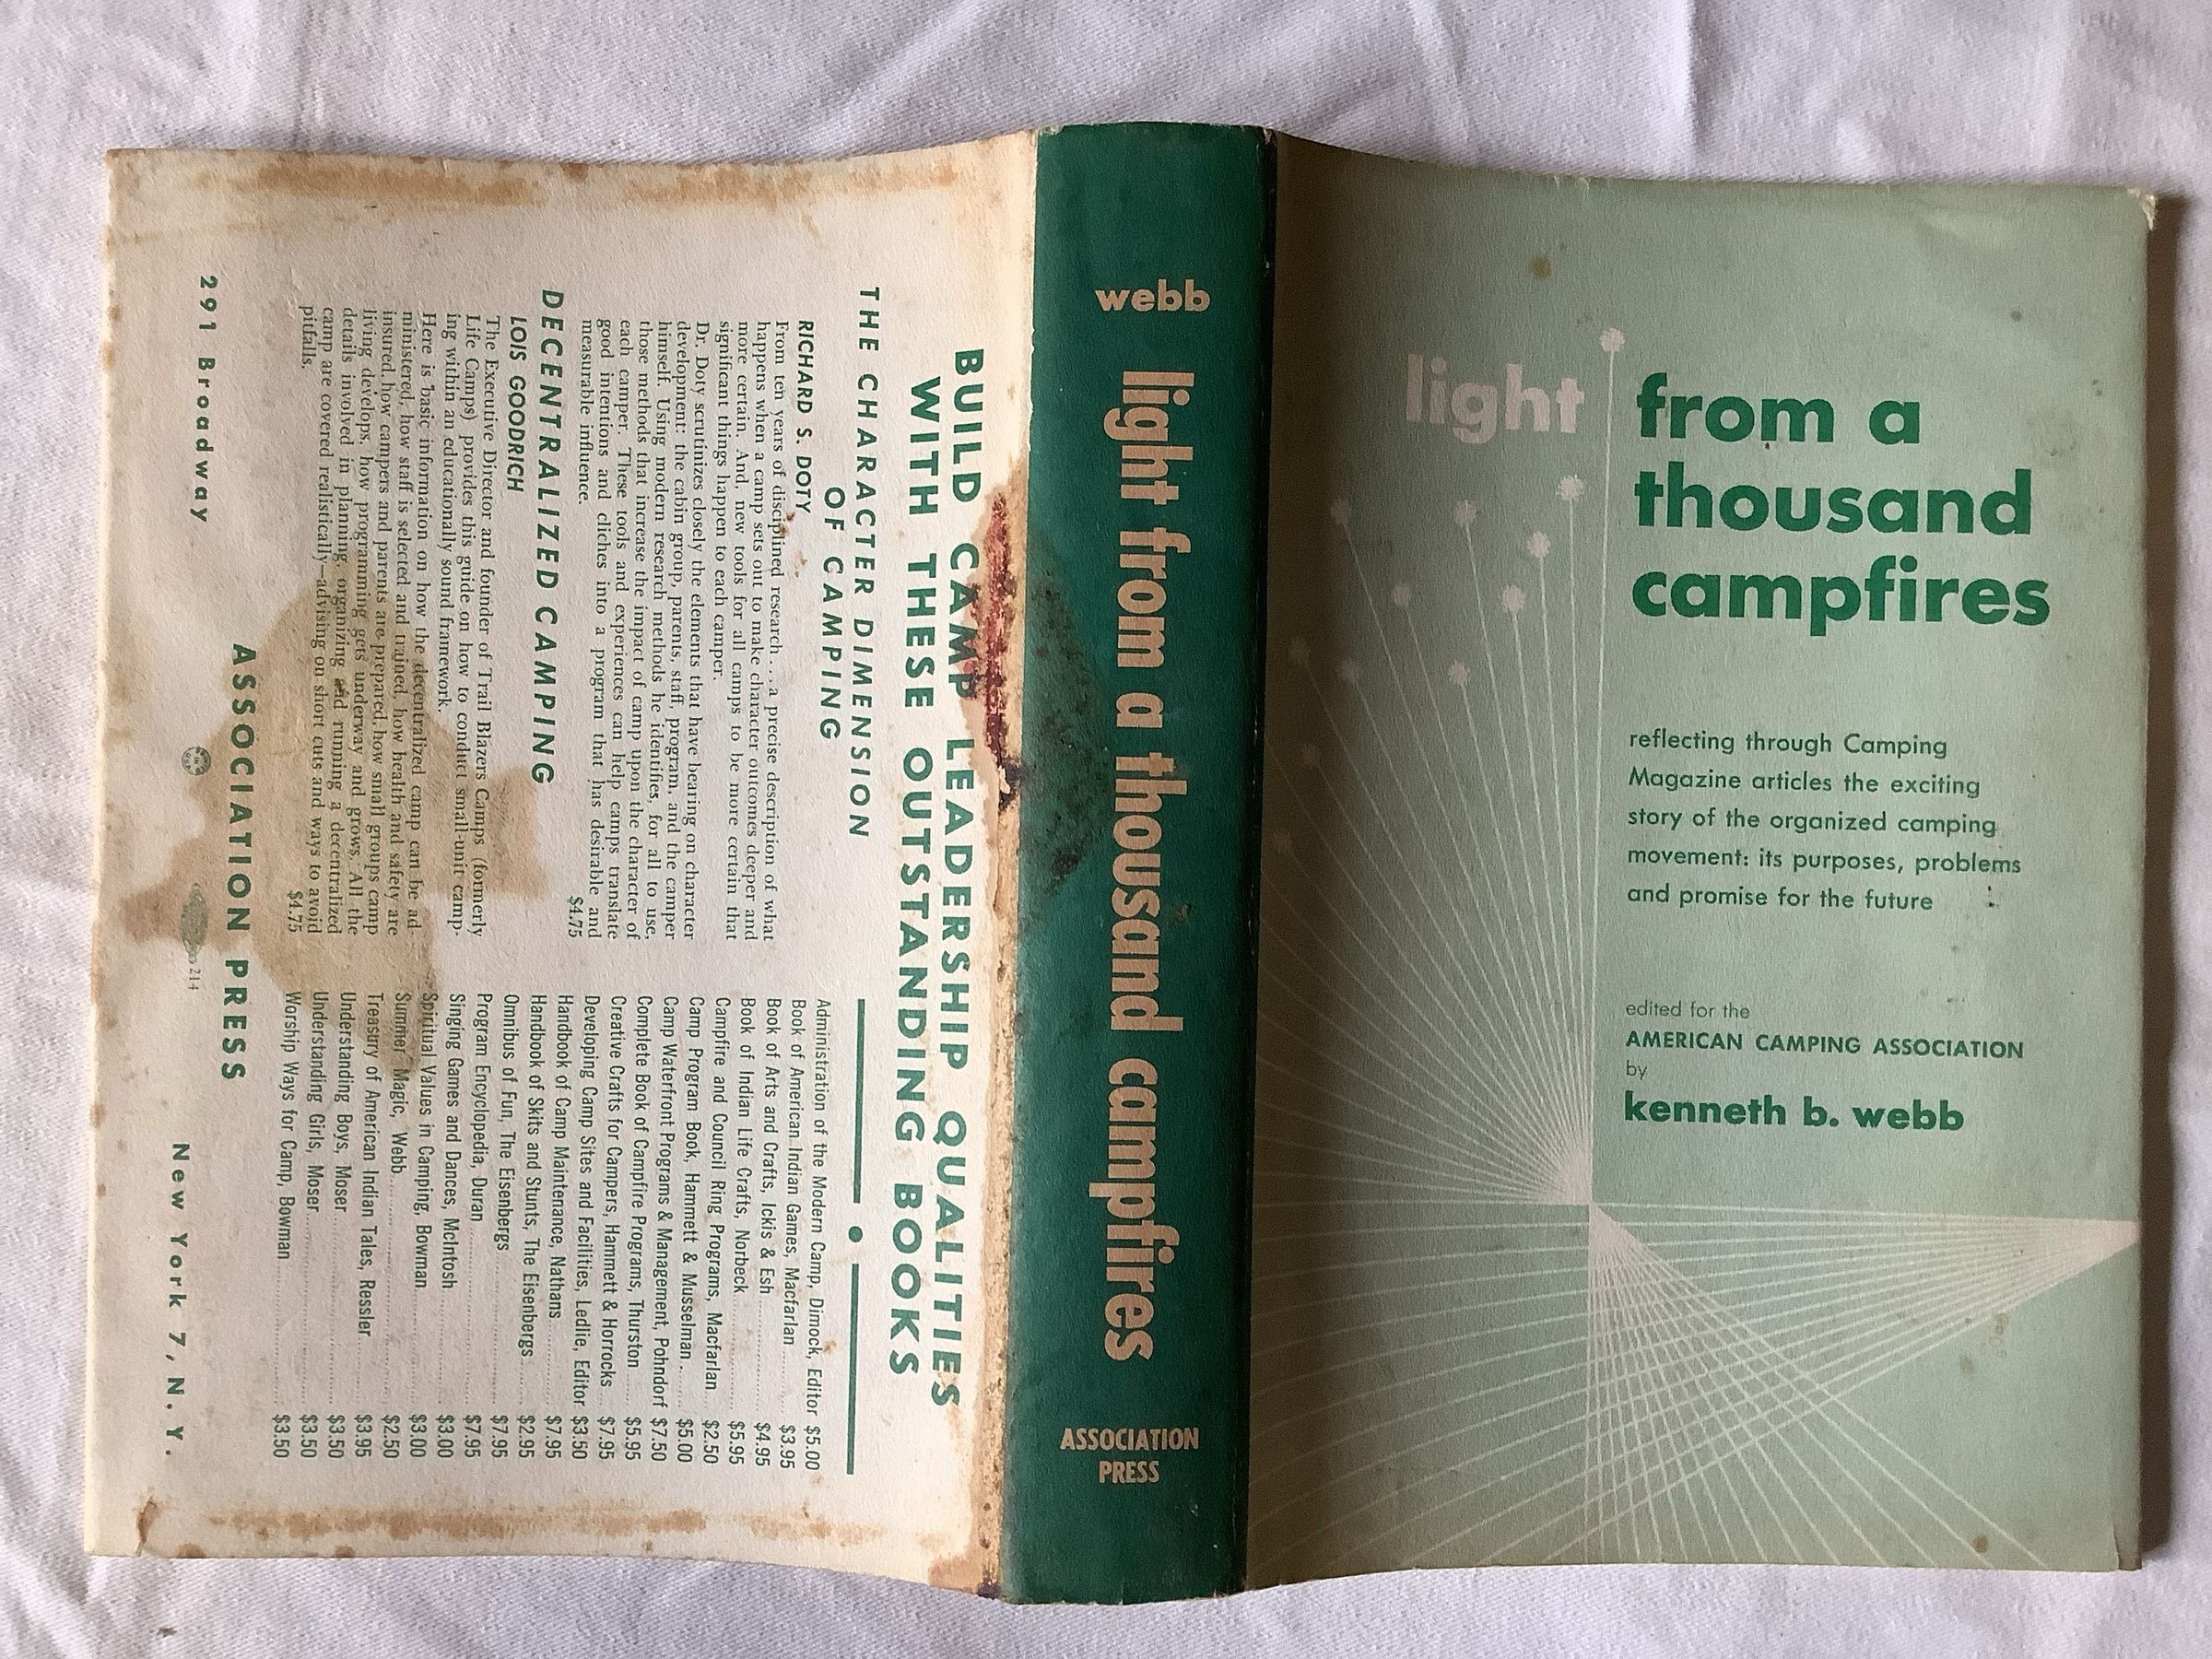 light
from a
thousand
campfires
reflecting through Camping
Magazine articles the exciting
story of the organized camping
movement: its purposes, problems
and promise for the future
edited for the
AMERICAN CAMPING ASSOCIATION
by
kenneth b. webb
webb
light from a thousand campfires
ASSOCIATION
PRESS
BUILD CAMP LEADERSHIP QUALITIES
WITH THESE OUTSTANDING BOOKS
THE CHARACTER DIMENSION
OF CAMPING
RICHARD S. DOTY
From ten years of disciplined research . . . a precise description of what
happens when a camp sets out to make character outcomes deeper and
more certain. And, new tools for all camps to be more certain that
significant things happen to each camper.
Dr. Doty scrutinizes closely the elements that have bearing on character
development: the cabin group, parents, staff, program, and the camper
himself. Using modern research methods he identifies, for all to use,
those methods that increase the impact of camp upon the character of
each camper. These tools and experiences can help camps translate
good intentions and cliches into a program that has desirable and
measurable influence. $4.75
DECENTRALIZED CAMPING
LOIS GOODRICH
The Executive Director and founder of Trail Blazers Camps (formerly
Life Camps) provides this guide on how to conduct small-unit camp-
ing within an educationally sound framework.
Here is basic information on how the decentralized camp can be ad-
ministered, how staff is selected and trained, how health and safety are
insured, how campers and parents are prepared, how small groups camp
living develops, how programming gets underway and grows. All the
details involved in planning, organizing and running a decentralized
camp are covered realistically—advising on short cuts and ways to avoid
pitfalls. $4.75
Administration of the Modern Camp, Dimock, Editor $5.00
Book of American Indian Games, Macfarlan $3.95
Book of Arts and Crafts, Ickis & Esh $4.95
Book of Indian Life Crafts, Norbeck $5.95
Campfire and Council Ring Programs, Macfarlan $2.50
Camp Program Book, Hammett & Musselman $5.00
Camp Waterfront Programs & Management, Pohndorf $7.50
Complete Book of Campfire Programs, Thurston $5.95
Creative Crafts for Campers, Hammett & Horrocks $7.95
Developing Camp Sites and Facilities, Ledlie, Editor $3.50
Handbook of Camp Maintenance, Nathans $7.95
Handbook of Skits and Stunts, The Eisenbergs $2.95
Omnibus of Fun, The Eisenbergs $7.95
Program Encyclopedia, Duran $7.95
Singing Games and Dances, McIntosh $3.00
Spiritual Values in Camping, Bowman $3.00
Summer Magic, Webb $2.50
Treasury of American Indian Tales, Ressler $3.95
Understanding Boys, Moser $3.50
Understanding Girls, Moser $3.50
Worship Ways for Camp, Bowman $3.50
ASSOCIATION PRESS
291 Broadway
214
New York 7, N. Y.